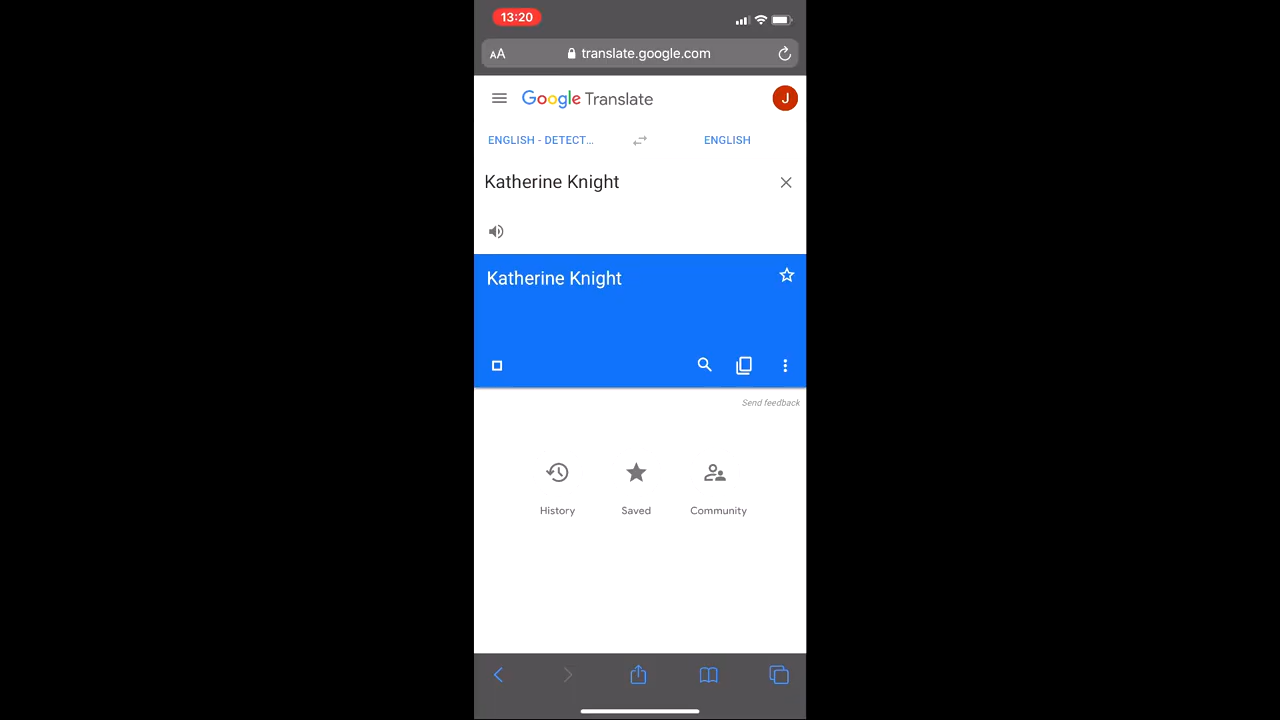 13:20
AA
translate.google.com
Google Translate
J
ENGLISH - DETECT...
ENGLISH
Katherine Knight
Katherine Knight
Send feedback
History
Saved
Community